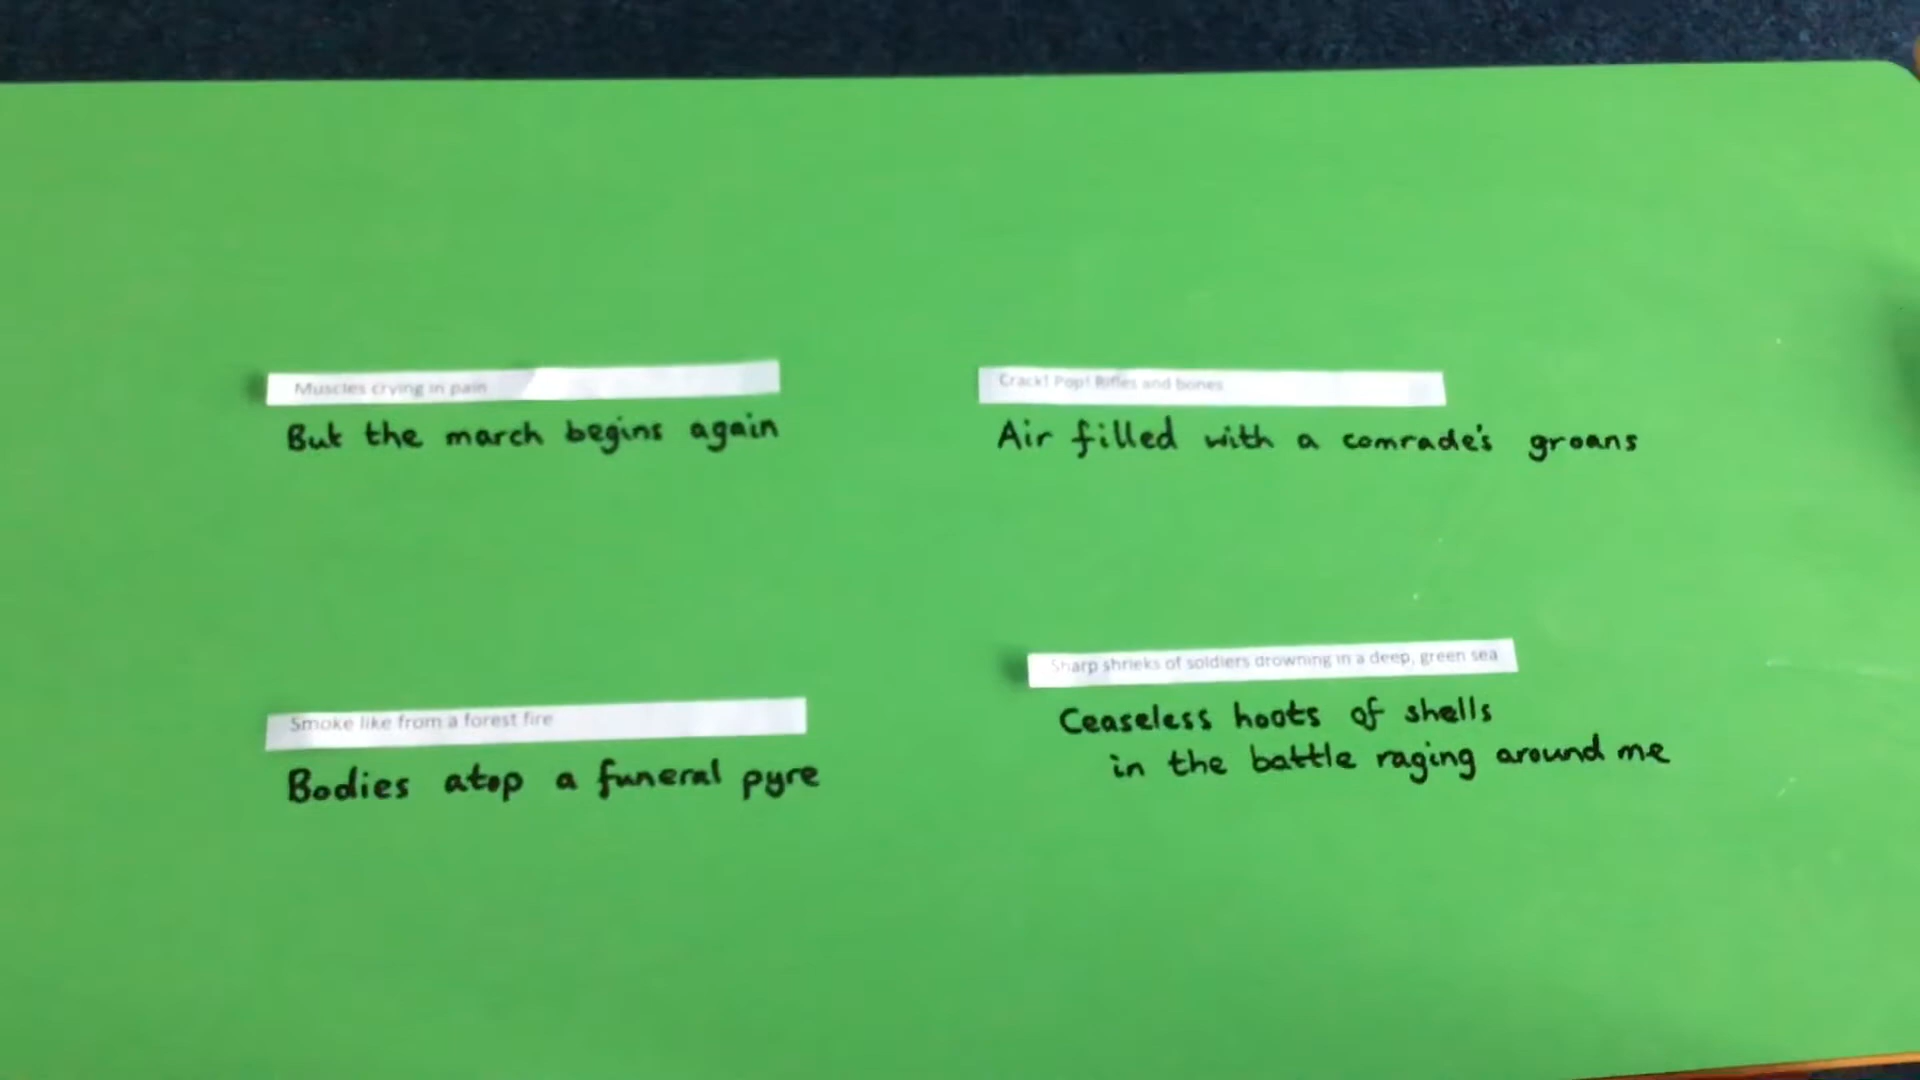 Muscles crying in pain
But the march begins again
Crack! Pop! Rifles and bones
Air filled with a comrade's groans
Smoke like from a forest fire
Bodies atop a funeral pyre
Sharp shrieks of soldiers drowning in a deep, green sea
Ceaseless hoots of shells
in the battle raging around me